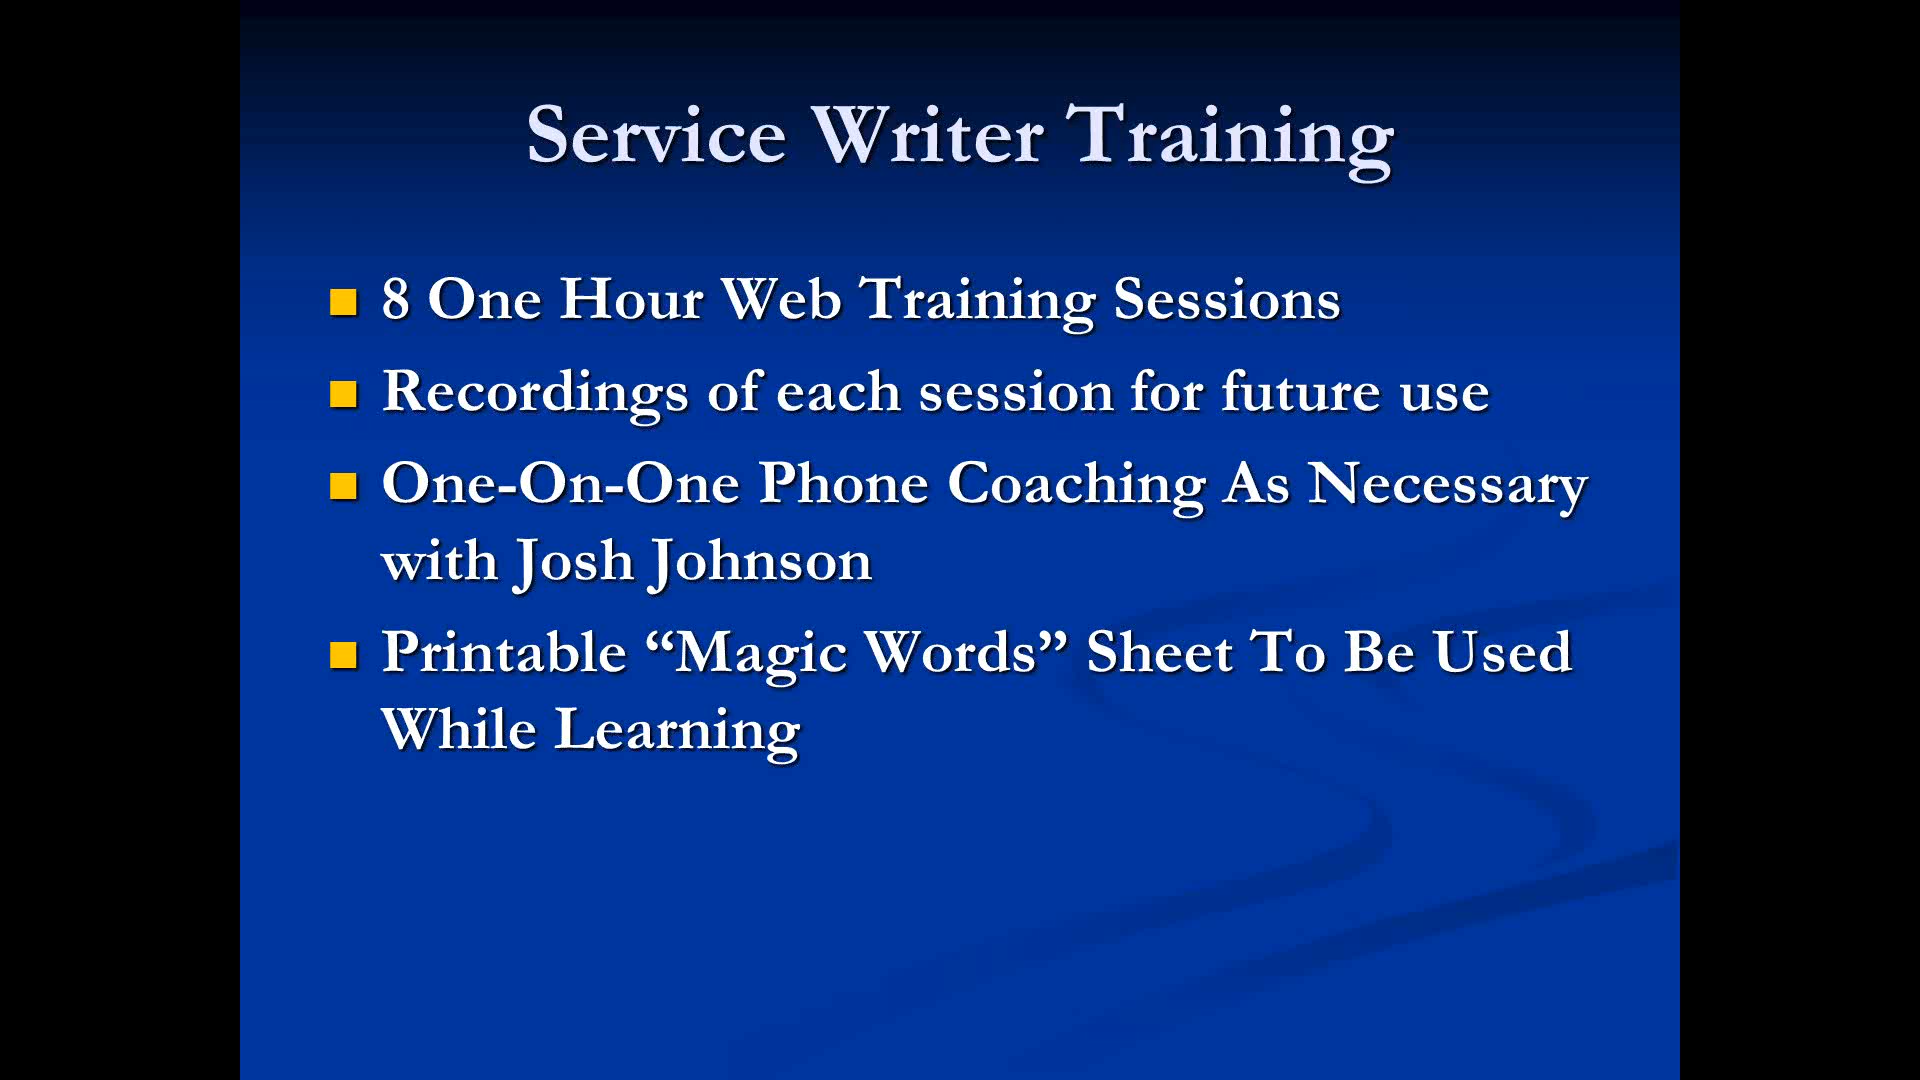 Service Writer Training
8 One Hour Web Training Sessions
Recordings of each session for future use
One-On-One Phone Coaching As Necessary
with Josh Johnson
Printable “Magic Words” Sheet To Be Used
While Learning